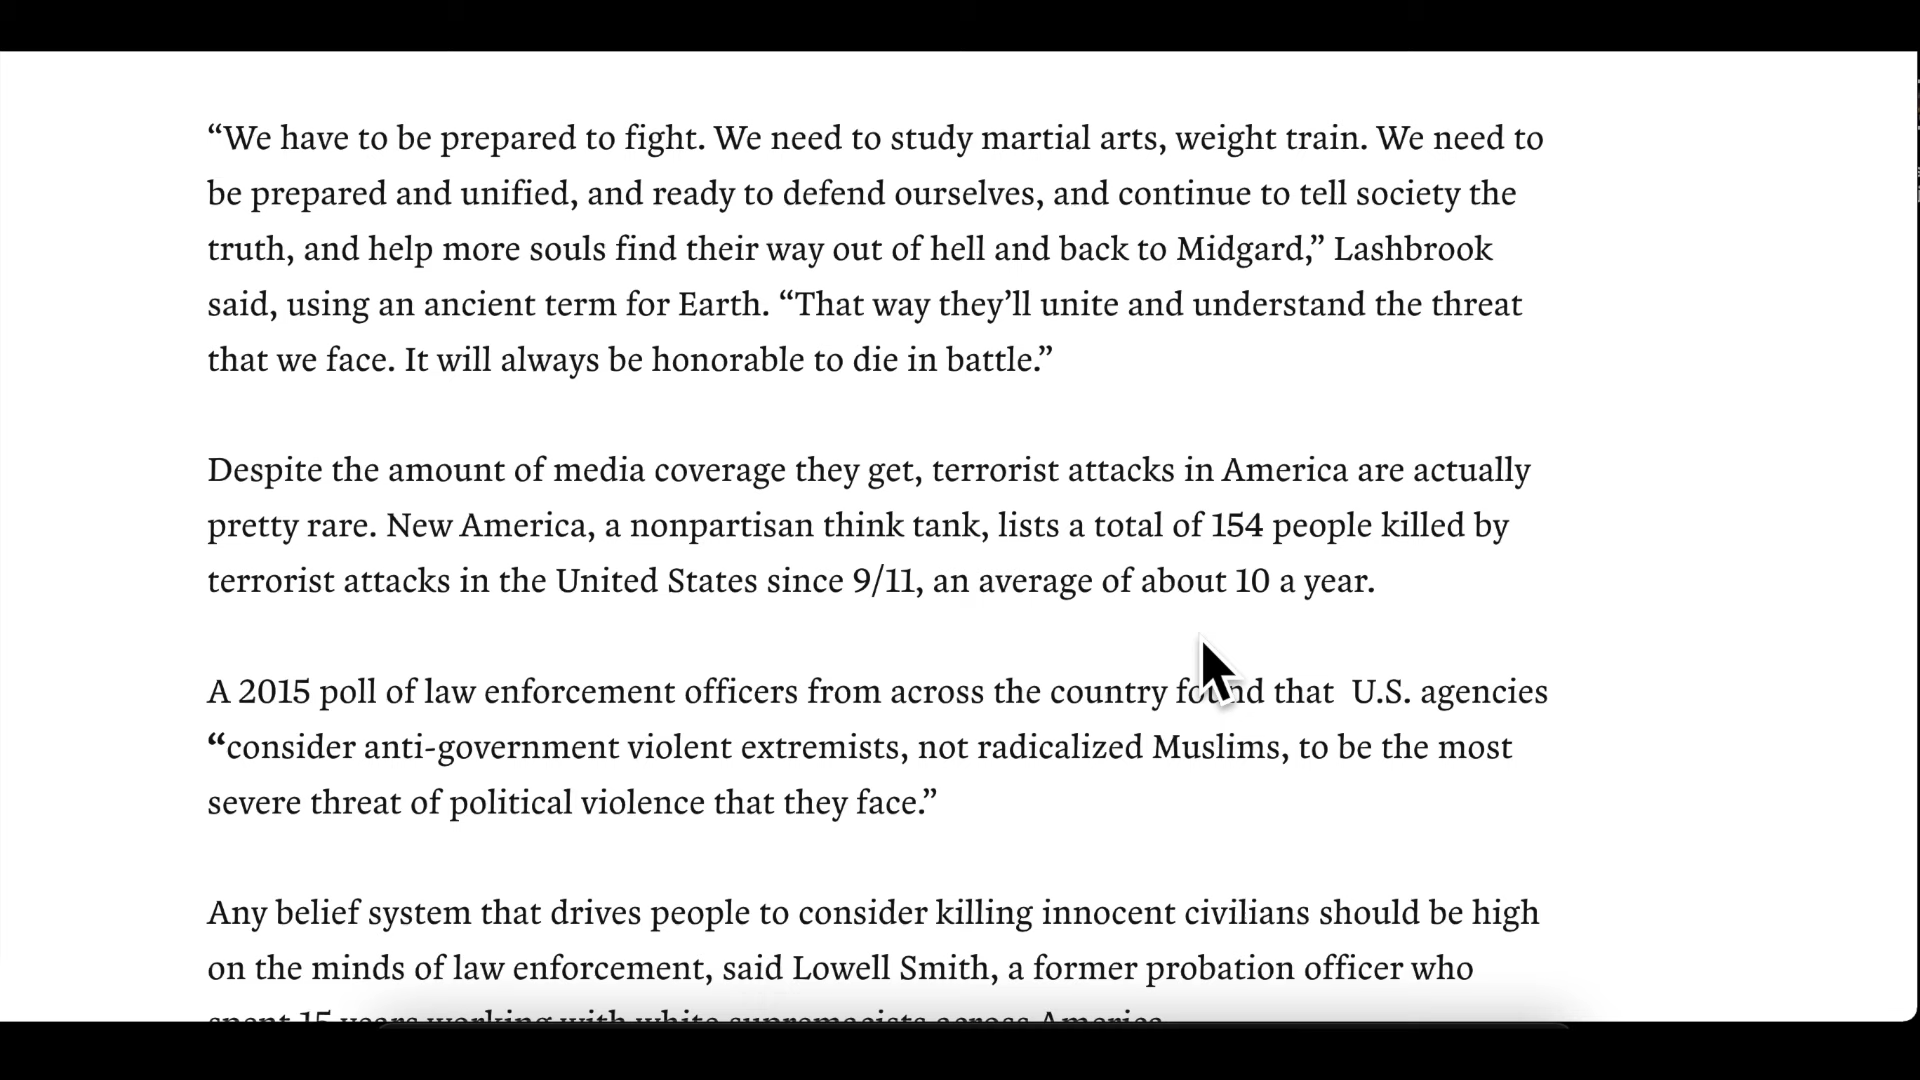 “We have to be prepared to fight. We need to study martial arts, weight train. We need to
be prepared and unified, and ready to defend ourselves, and continue to tell society the
truth, and help more souls find their way out of hell and back to Midgard,” Lashbrook
said, using an ancient term for Earth. “That way they’ll unite and understand the threat
that we face. It will always be honorable to die in battle.”
Despite the amount of media coverage they get, terrorist attacks in America are actually
pretty rare. New America, a nonpartisan think tank, lists a total of 154 people killed by
terrorist attacks in the United States since 9/11, an average of about 10 a year.
A 2015 poll of law enforcement officers from across the country found that  U.S. agencies
“consider anti-government violent extremists, not radicalized Muslims, to be the most
severe threat of political violence that they face.”
Any belief system that drives people to consider killing innocent civilians should be high
on the minds of law enforcement, said Lowell Smith, a former probation officer who
spent 15 years working with white supremacists across America.